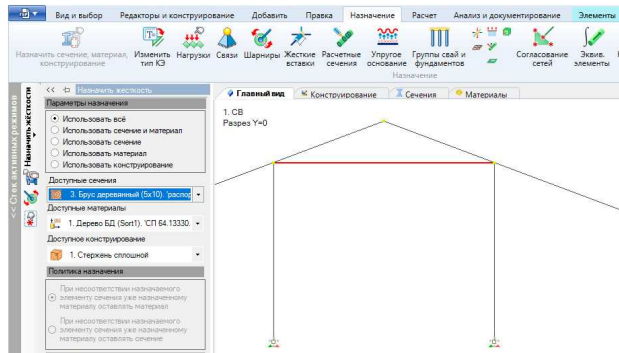 Вид и выбор Редакторы и конструирование Добавить Правка Назначение Расчет Анализ и документирование Элементы
Назначить сечение, материал, конструирование
Изменить тип КЭ
Нагрузки
Связи
Шарниры
Жесткие вставки
Расчетные сечения
Упругое основание
Группы свай и фундаментов
Согласование сетей
Эквив. элементы
Назначение
<< Назначить жесткость
Главный вид Конструирование Сечения Материалы
<< Стек активных режимов
Назначить жесткость
Параметры назначения
Использовать всё
Использовать сечение и материал
Использовать сечение
Использовать материал
Использовать конструирование
Доступные сечения
3. Брус деревянный (5x10). 'распор
Доступные материалы
1. Дерево БД (Sort1). 'СП 64.13330.
Доступное конструирование
1. Стержень сплошной
Политика назначения
При несоответствии назначаемого
элементу сечения уже назначенному
материалу оставлять материал
При несоответствии назначаемого
элементу сечения уже назначенному
материалу оставлять сечение
1. СВ
Разрез Y=0